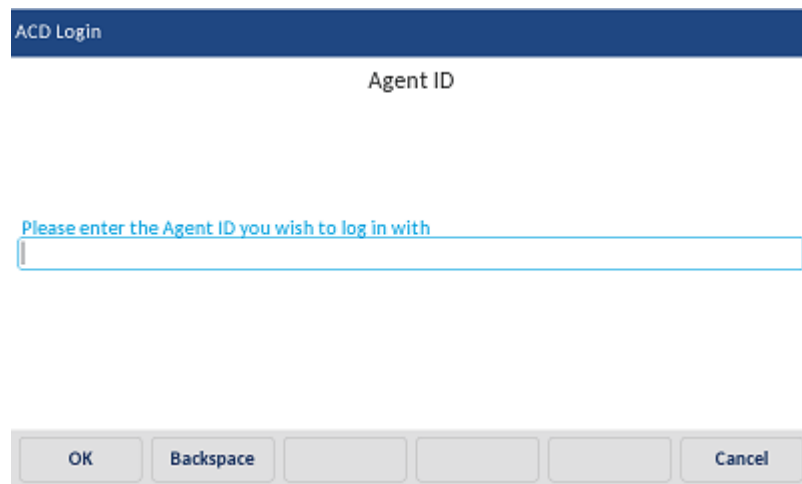 ACD Login
Agent ID
Please enter the Agent ID you wish to log in with
OK Backspace Cancel